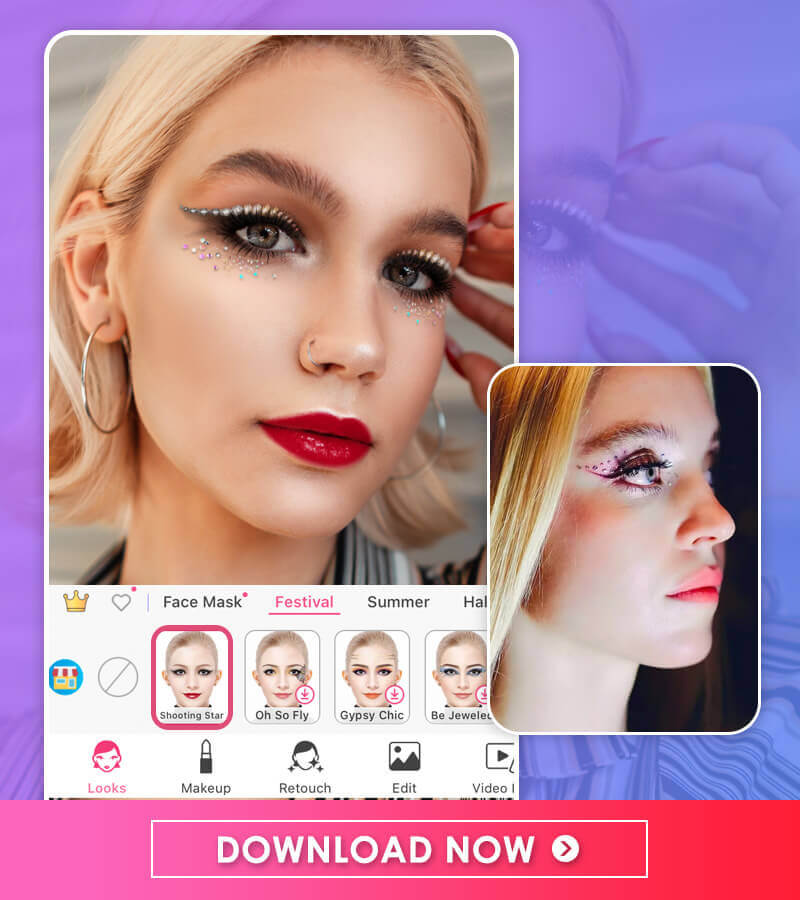 Face Mask Festival Summer Hal
Shooting Star Oh So Fly Gypsy Chic Be Jeweled
Looks Makeup Retouch Edit Video
DOWNLOAD NOW